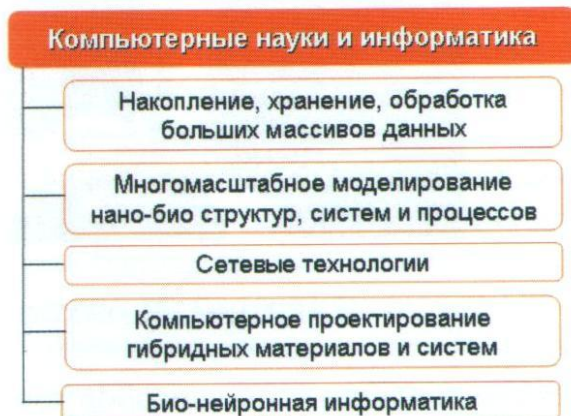 Компьютерные науки и информатика
Накопление, хранение, обработка
больших массивов данных
Многомасштабное моделирование
нано-био структур, систем и процессов
Сетевые технологии
Компьютерное проектирование
гибридных материалов и систем
Био-нейронная информатика